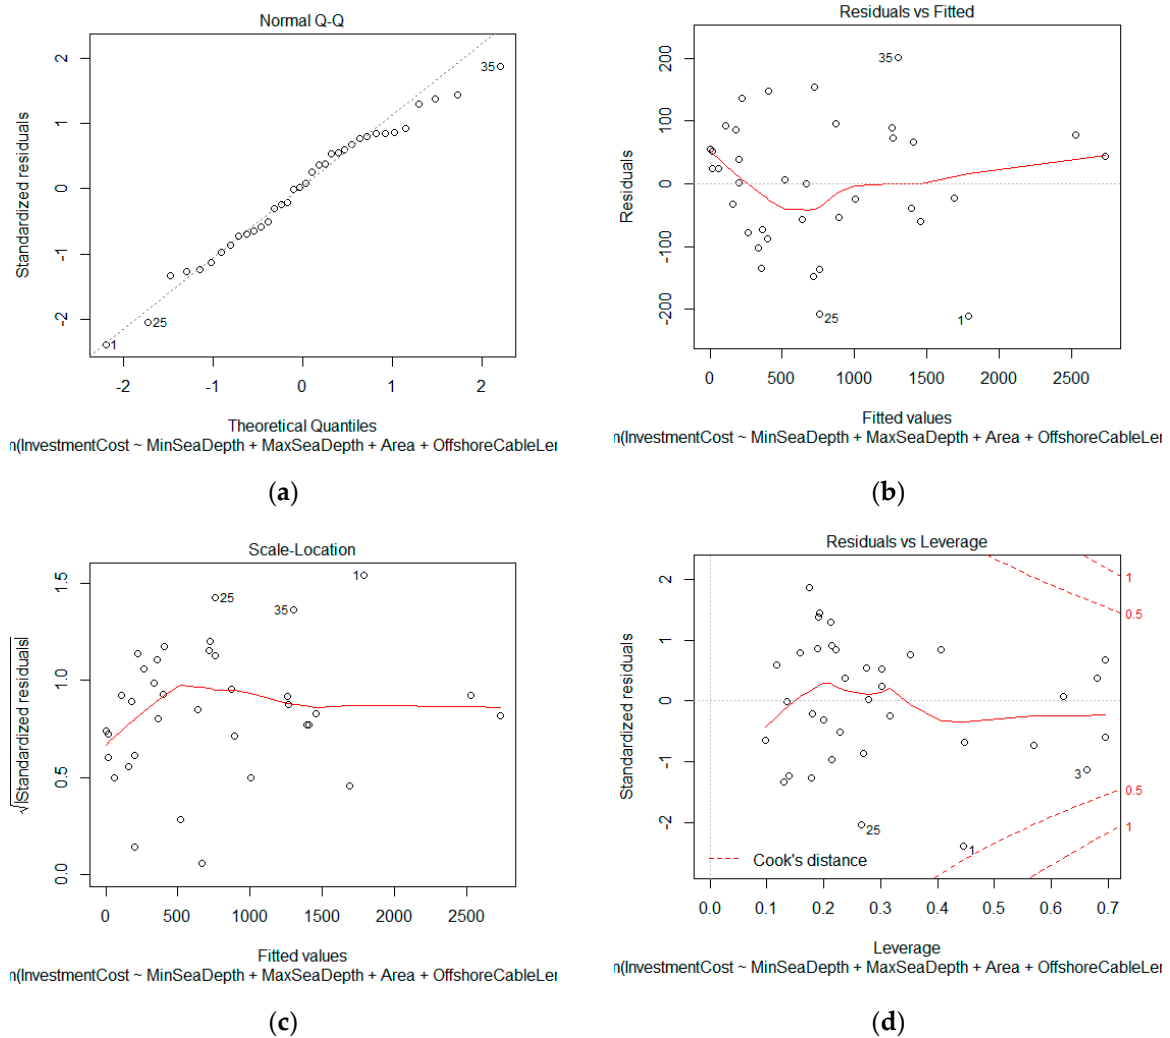 Normal Q-Q
Standardized residuals
2
1
0
-1
-2
35
25
1
-2
-1
0
1
2
Theoretical Quantiles
n(InvestmentCost ~ MinSeaDepth + MaxSeaDepth + Area + OffshoreCableLer
(a)
Residuals vs Fitted
Residuals
200
100
0
-100
-200
35
25
1
0
500
1000
1500
2000
2500
Fitted values
n(InvestmentCost ~ MinSeaDepth + MaxSeaDepth + Area + OffshoreCableLer
(b)
Scale-Location
√|Standardized residuals|
1.5
1.0
0.5
0.0
1
25
35
0
500
1000
1500
2000
2500
Fitted values
n(InvestmentCost ~ MinSeaDepth + MaxSeaDepth + Area + OffshoreCableLer
(c)
Residuals vs Leverage
Standardized residuals
2
1
0
-1
-2
1
0.5
0.5
1
3
25
1
Cook's distance
0.0
0.1
0.2
0.3
0.4
0.5
0.6
0.7
Leverage
n(InvestmentCost ~ MinSeaDepth + MaxSeaDepth + Area + OffshoreCableLer
(d)